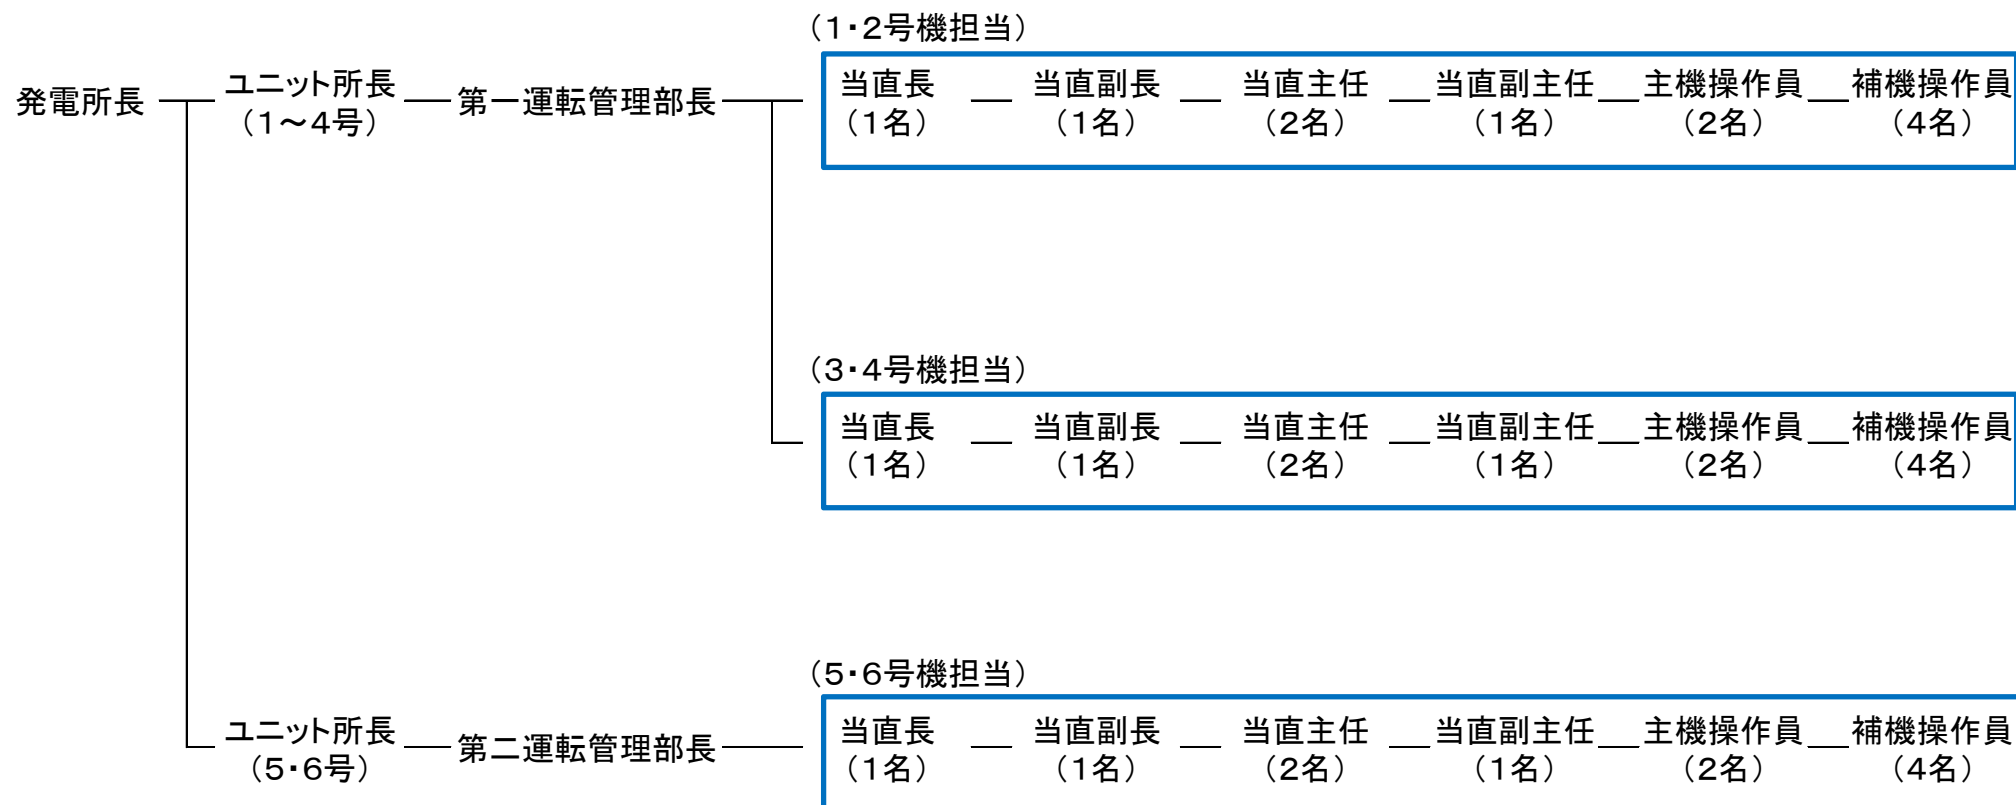 (1・2号機担当)
発電所長
ユニット所長
(1~4号)
第一運転管理部長
当直長 当直副長 当直主任 当直副主任 主機操作員 補機操作員
(1名) (1名) (2名) (1名) (2名) (4名)
(3・4号機担当)
当直長 当直副長 当直主任 当直副主任 主機操作員 補機操作員
(1名) (1名) (2名) (1名) (2名) (4名)
(5・6号機担当)
ユニット所長
(5・6号)
第二運転管理部長
当直長 当直副長 当直主任 当直副主任 主機操作員 補機操作員
(1名) (1名) (2名) (1名) (2名) (4名)